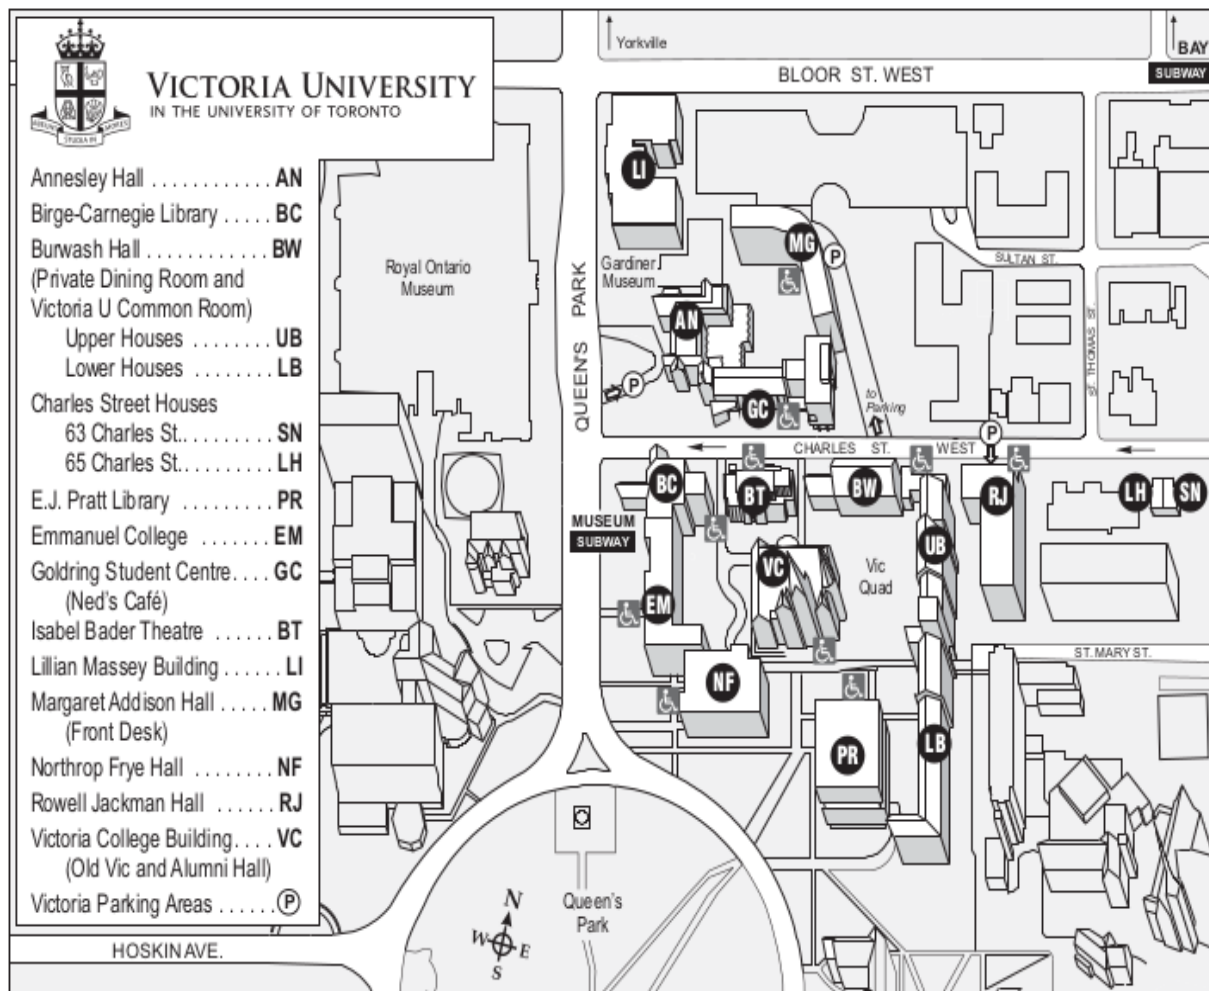 VICTORIA UNIVERSITY
IN THE UNIVERSITY OF TORONTO
Annesley Hall . . . . . . . . . . . . AN
Birge-Carnegie Library . . . . . BC
Burwash Hall . . . . . . . . . . . . BW
(Private Dining Room and
Victoria U Common Room)
Upper Houses . . . . . . . . UB
Lower Houses . . . . . . . . LB
Charles Street Houses
63 Charles St.. . . . . . . . . SN
65 Charles St.. . . . . . . . . LH
E.J. Pratt Library . . . . . . . . PR
Emmanuel College . . . . . . . EM
Goldring Student Centre. . . . GC
(Ned's Café)
Isabel Bader Theatre . . . . . . BT
Lillian Massey Building . . . . . . LI
Margaret Addison Hall . . . . . MG
(Front Desk)
Northrop Frye Hall . . . . . . . . NF
Rowell Jackman Hall . . . . . . RJ
Victoria College Building. . . . VC
(Old Vic and Alumni Hall)
Victoria Parking Areas . . . . . . P
Yorkville
BAY
SUBWAY
BLOOR ST. WEST
LI
MG
P
SULTAN ST.
Royal Ontario
Museum
QUEEN'S PARK
Gardiner
Museum
AN
ST. THOMAS ST.
P
GC
to
Parking
P
CHARLES ST. WEST
BC
BT
BW
RJ
LH
SN
MUSEUM
SUBWAY
UB
VC
Vic
Quad
EM
ST. MARY ST.
NF
PR
LB
Queen's
Park
N
W
E
S
HOSKIN AVE.